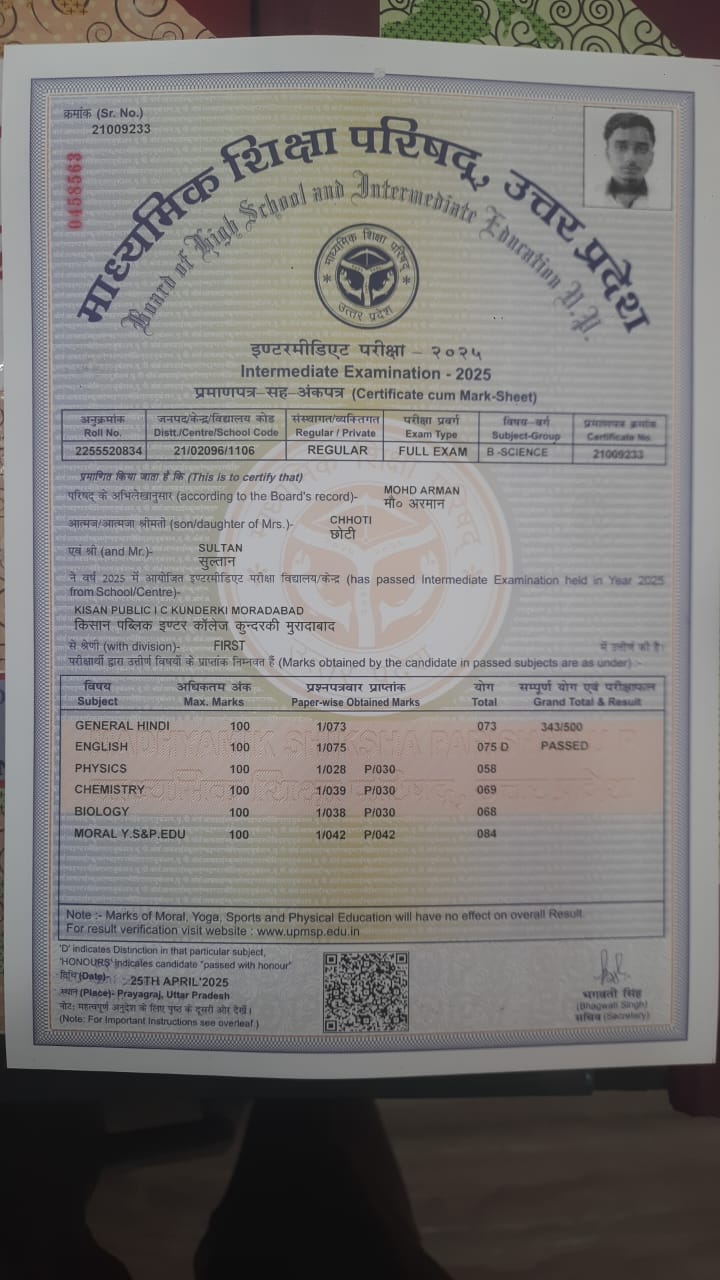 क्रमांक (Sr. No.)
21009233
0458563
माध्यमिक शिक्षा परिषद्, उत्तर प्रदेश
Board of High School and Intermediate Education U.P.
माध्यमिक शिक्षा परिषद्
उत्तर प्रदेश
इण्टरमीडिएट परीक्षा - २०२५
Intermediate Examination - 2025
प्रमाणपत्र-सह-अंकपत्र (Certificate cum Mark-Sheet)
अनुक्रमांक जनपद/केन्द्र/विद्यालय कोड संस्थागत/व्यक्तिगत परीक्षा प्रवर्ग विषय-वर्ग प्रमाणपत्र क्रमांक
Roll No. Distt./Centre/School Code Regular / Private Exam Type Subject-Group Certificate No.
2255520834 21/02096/1106 REGULAR FULL EXAM B -SCIENCE 21009233
प्रमाणित किया जाता है कि (This is to certify that)
परिषद् के अभिलेखानुसार (according to the Board's record)- MOHD ARMAN
मौ० अरमान
आत्मज/आत्मजा श्रीमती (son/daughter of Mrs.)- CHHOTI
छोटी
एवं श्री (and Mr.)- SULTAN
सुल्तान
ने वर्ष 2025 में आयोजित इण्टरमीडिएट परीक्षा विद्यालय/केन्द्र (has passed Intermediate Examination held in Year 2025
from School/Centre)-
KISAN PUBLIC I C KUNDERKI MORADABAD
किसान पब्लिक इण्टर कॉलेज कुन्दरकी मुरादाबाद
से श्रेणी (with division)- FIRST में उत्तीर्ण की है।
परीक्षार्थी द्वारा उत्तीर्ण विषयों के प्राप्तांक निम्नवत हैं (Marks obtained by the candidate in passed subjects are as under) :-
विषय अधिकतम अंक प्रश्नपत्रवार प्राप्तांक योग सम्पूर्ण योग एवं परीक्षाफल
Subject Max. Marks Paper-wise Obtained Marks Total Grand Total & Result
GENERAL HINDI 100 1/073 073 343/500
ENGLISH 100 1/075 075 D PASSED
PHYSICS 100 1/028 P/030 058
CHEMISTRY 100 1/039 P/030 069
BIOLOGY 100 1/038 P/030 068
MORAL Y.S&P.EDU 100 1/042 P/042 084
Note :- Marks of Moral, Yoga, Sports and Physical Education will have no effect on overall Result.
For result verification visit website : www.upmsp.edu.in
'D' indicates Distinction in that particular subject,
'HONOURS' indicates candidate "passed with honour"
तिथि (Date)- 25TH APRIL'2025
स्थान (Place)- Prayagraj, Uttar Pradesh
नोट: महत्वपूर्ण अनुदेश के लिए पृष्ठ के दूसरी ओर देखें।
(Note: For Important Instructions see overleaf.)
भगवती सिंह
(Bhagwati Singh)
सचिव (Secretary)